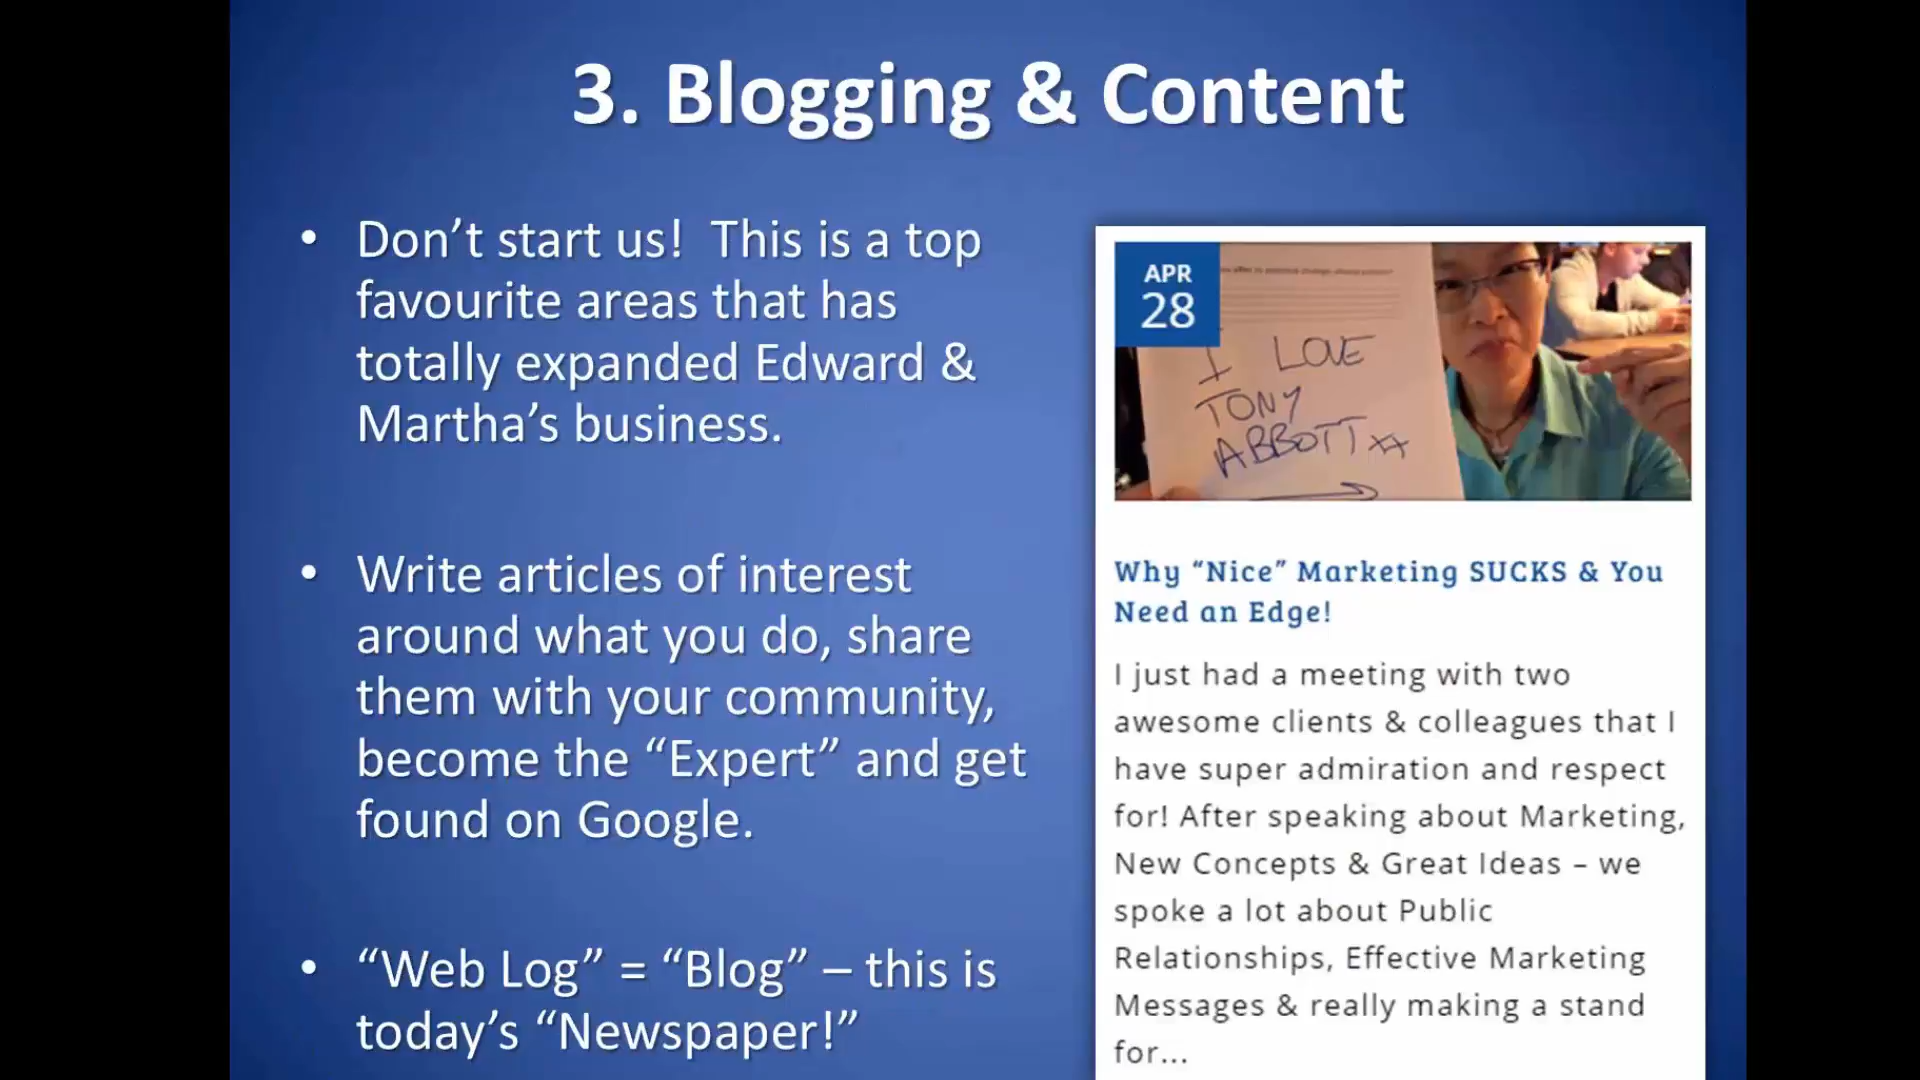 3. Blogging & Content
• Don’t start us!  This is a top
favourite areas that has
totally expanded Edward &
Martha’s business.
• Write articles of interest
around what you do, share
them with your community,
become the “Expert” and get
found on Google.
• “Web Log” = “Blog” – this is
today’s “Newspaper!”
APR
28
I LOVE
TONY
ABBOTT xx
Why “Nice” Marketing SUCKS & You
Need an Edge!
I just had a meeting with two
awesome clients & colleagues that I
have super admiration and respect
for! After speaking about Marketing,
New Concepts & Great Ideas – we
spoke a lot about Public
Relationships, Effective Marketing
Messages & really making a stand
for...